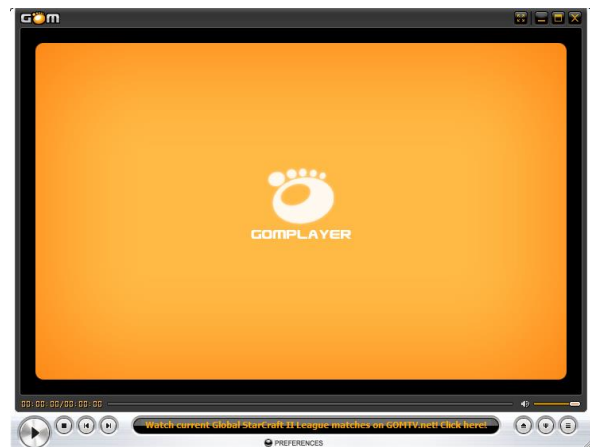 GOM
GOMPLAYER
00:00:00/00:00:00
Watch current Global StarCraft II League matches on GOMTV.net! Click here!
PREFERENCES